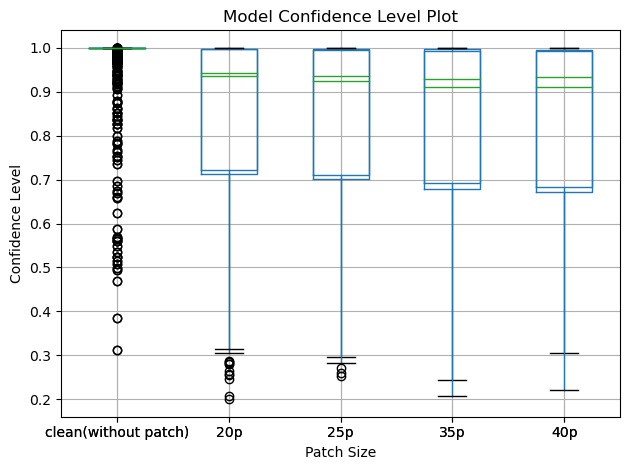 Model Confidence Level Plot
Confidence Level
1.0
0.9
0.8
0.7
0.6
0.5
0.4
0.3
0.2
clean(without patch) 20p 25p 35p 40p
Patch Size